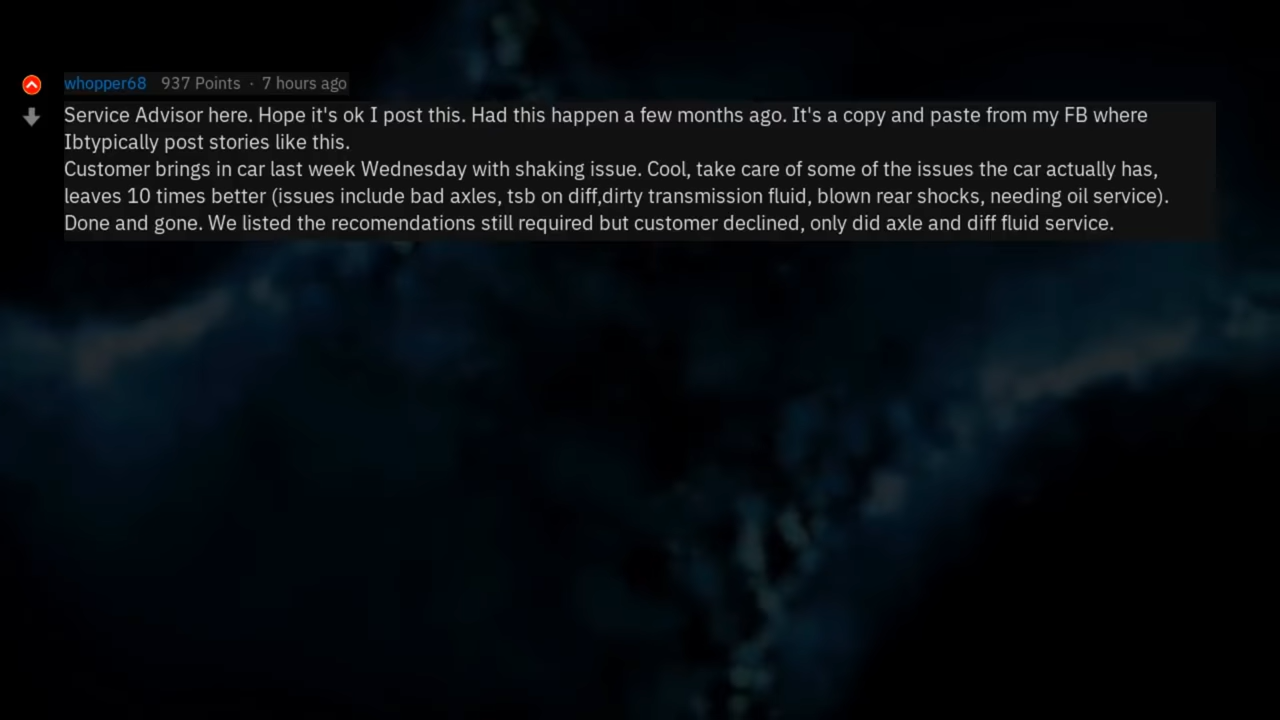 whopper68 937 Points · 7 hours ago
Service Advisor here. Hope it's ok I post this. Had this happen a few months ago. It's a copy and paste from my FB where
Ibtypically post stories like this.
Customer brings in car last week Wednesday with shaking issue. Cool, take care of some of the issues the car actually has,
leaves 10 times better (issues include bad axles, tsb on diff,dirty transmission fluid, blown rear shocks, needing oil service).
Done and gone. We listed the recomendations still required but customer declined, only did axle and diff fluid service.